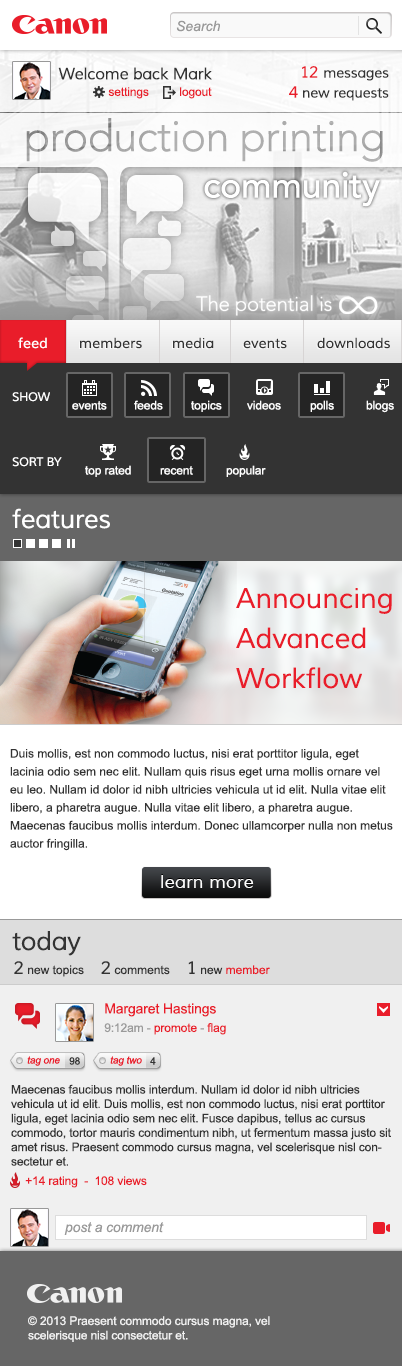 Canon
Search
Welcome back Mark
12 messages
settings
logout
4 new requests
production printing
community
The potential is
feed
members
media
events
downloads
SHOW
events
feeds
topics
videos
polls
blogs
SORT BY
top rated
recent
popular
features
Quotation
Announcing
Advanced
Workflow
Duis mollis, est non commodo luctus, nisi erat porttitor ligula, eget
lacinia odio sem nec elit. Nullam quis risus eget urna mollis ornare vel
eu leo. Nullam id dolor id nibh ultricies vehicula ut id elit. Nulla vitae elit
libero, a pharetra augue. Nulla vitae elit libero, a pharetra augue.
Maecenas faucibus mollis interdum. Donec ullamcorper nulla non metus
auctor fringilla.
learn more
today
2 new topics
2 comments
1 new member
Margaret Hastings
9:12am - promote - flag
tag one 98
tag two 4
Maecenas faucibus mollis interdum. Nullam id dolor id nibh ultricies
vehicula ut id elit. Duis mollis, est non commodo luctus, nisi erat porttitor
ligula, eget lacinia odio sem nec elit. Fusce dapibus, tellus ac cursus
commodo, tortor mauris condimentum nibh, ut fermentum massa justo sit
amet risus. Praesent commodo cursus magna, vel scelerisque nisl con-
sectetur et.
+14 rating - 108 views
post a comment
Canon
© 2013 Praesent commodo cursus magna, vel
scelerisque nisl consectetur et.